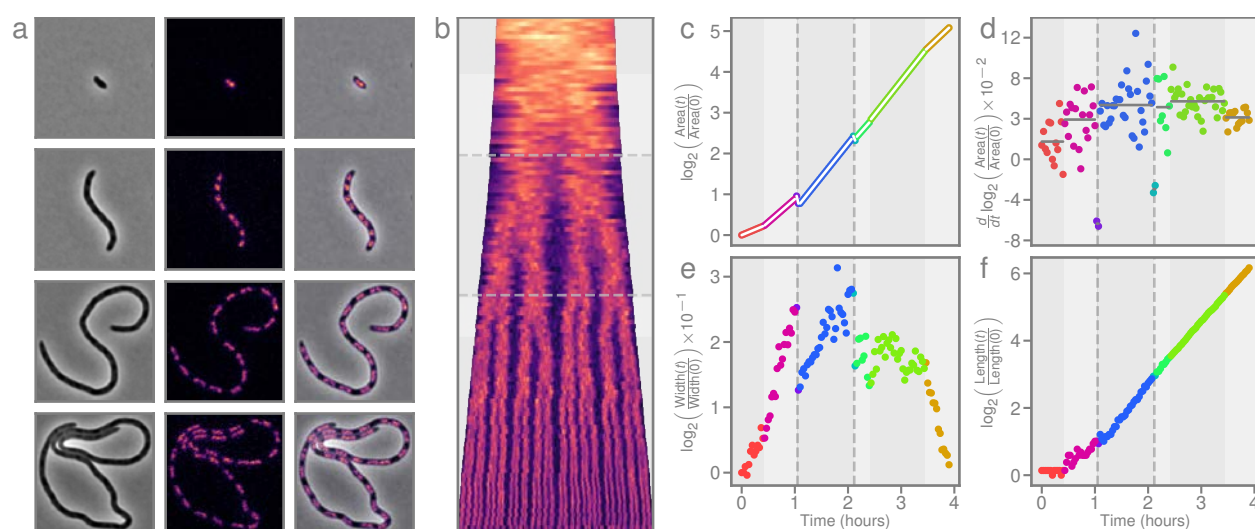 a
b
c
5
4
3
2
1
0
log₂(Area(t)/Area(0))
d
12
8
3
0
-4
-8
d/dt log₂(Area(t)/Area(0)) × 10⁻²
e
3
2
1
0
log₂(Width(t)/Width(0)) ×10⁻¹
0 1 2 3 4
Time (hours)
f
6
4
2
0
log₂(Length(t)/Length(0))
0 1 2 3 4
Time (hours)